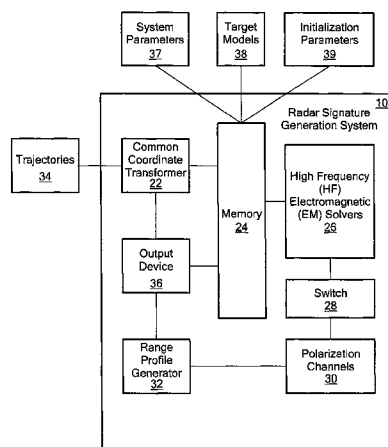 System
Parameters
37
Target
Models
38
Initialization
Parameters
39
10
Radar Signature
Generation System
Trajectories
34
Common
Coordinate
Transformer
22
Memory
24
High Frequency
(HF)
Electromagnetic
(EM) Solvers
26
Output
Device
36
Switch
28
Range
Profile
Generator
32
Polarization
Channels
30